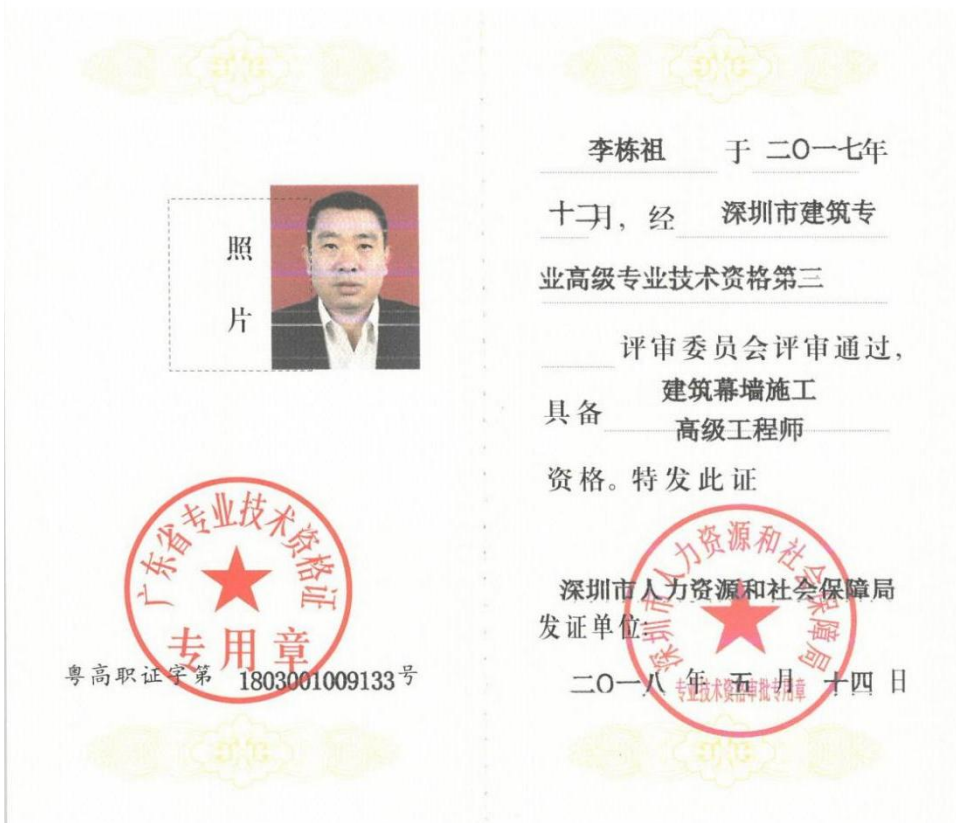 照
片
广东省专业技术资格证
专用章
粤高职证字第 1803001009133号
李栋祖 于 二O一七年
十二月，经 深圳市建筑专
业高级专业技术资格第三
评审委员会评审通过，
具备 建筑幕墙施工
高级工程师
资格。特发此证
深圳市人力资源和社会保障局
深圳市人力资源和社会保障局
发证单位:
二O一八 年 五 月 十四 日
专业技术资格审批专用章